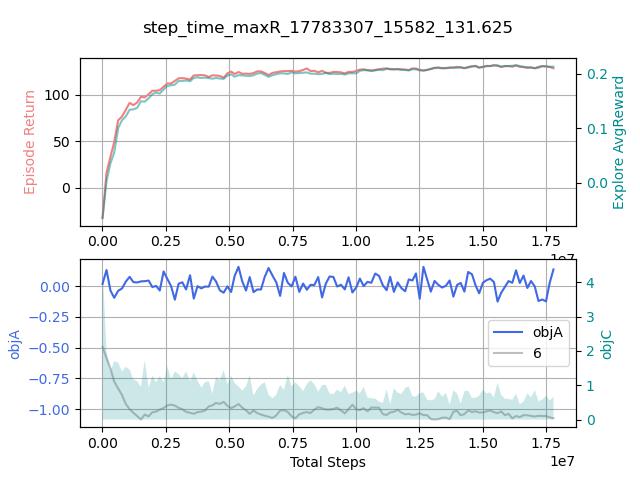 step_time_maxR_17783307_15582_131.625
Episode Return
100
50
0
Explore AvgReward
0.2
0.1
0.0
0.00 0.25 0.50 0.75 1.00 1.25 1.50 1.75
1e7
objA
0.00
−0.25
−0.50
−0.75
−1.00
objC
4
3
2
1
0
objA
6
0.00 0.25 0.50 0.75 1.00 1.25 1.50 1.75
Total Steps
1e7